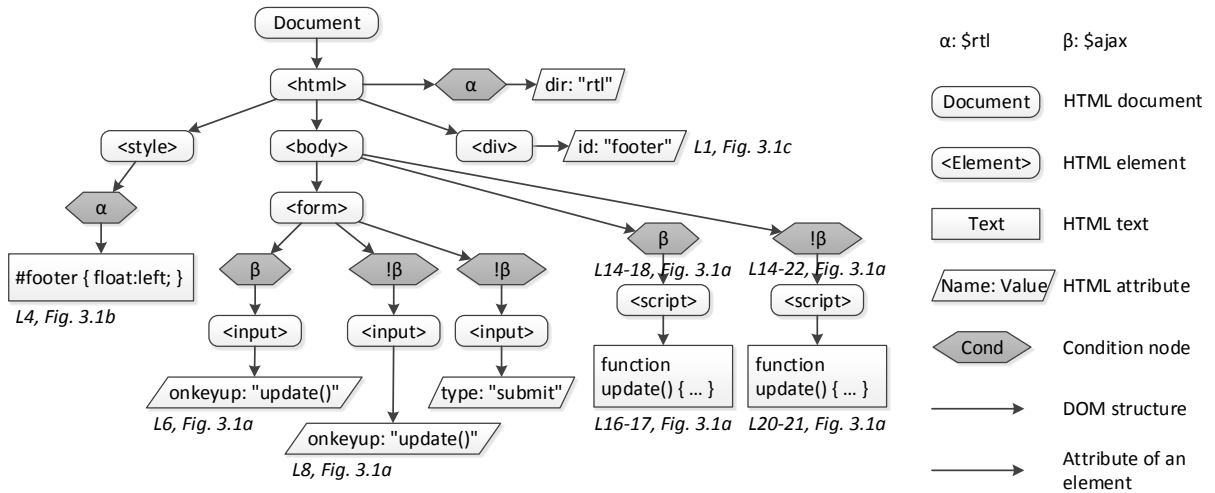 Document
α: $rtl
β: $ajax
<html>
α
dir: "rtl"
Document
HTML document
<style>
<body>
<div>
id: "footer"
L1, Fig. 3.1c
<Element>
HTML element
α
<form>
Text
HTML text
β
!β
#footer { float:left; }
β
!β
!β
L14-18, Fig. 3.1a
L14-22, Fig. 3.1a
Name: Value
HTML attribute
L4, Fig. 3.1b
<script>
<script>
<input>
<input>
<input>
Cond
Condition node
function
update() { ... }
function
update() { ... }
onkeyup: "update()"
type: "submit"
DOM structure
L6, Fig. 3.1a
L16-17, Fig. 3.1a
L20-21, Fig. 3.1a
onkeyup: "update()"
Attribute of an
element
L8, Fig. 3.1a